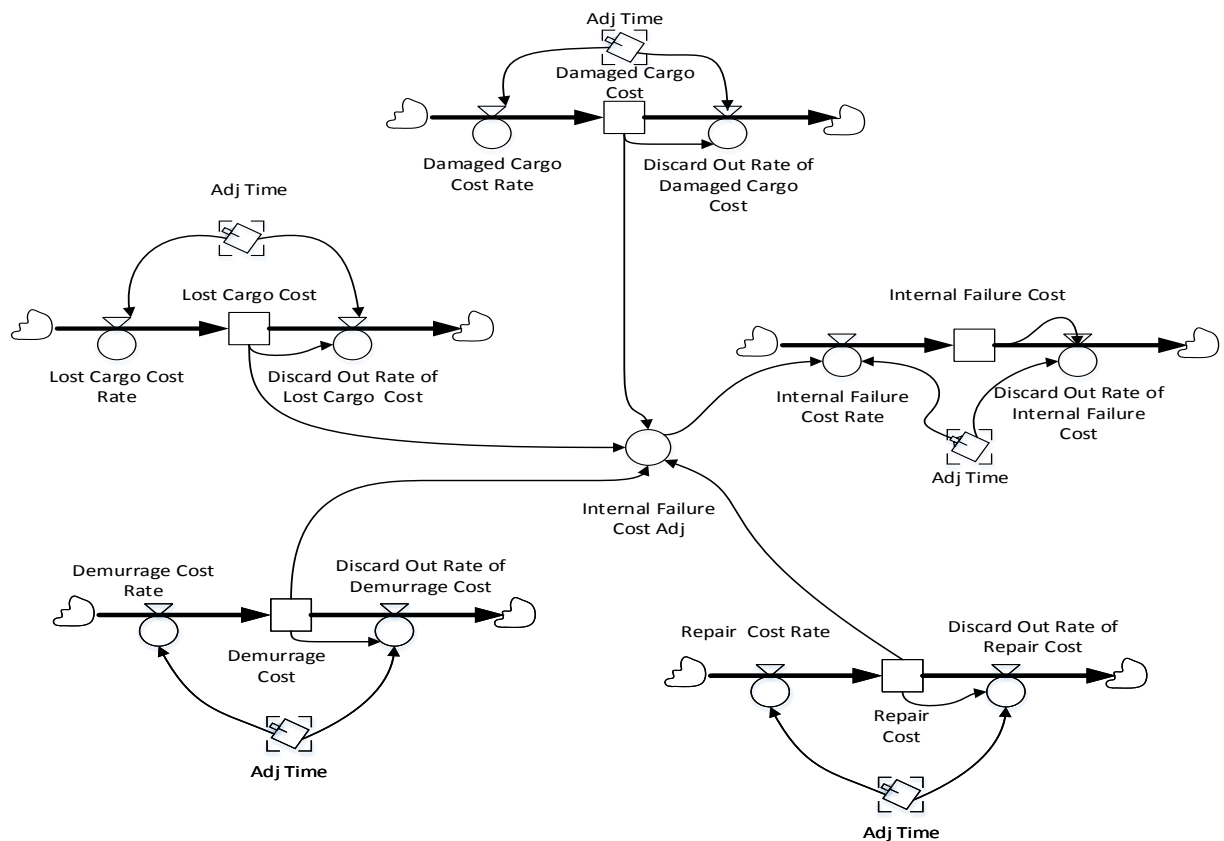 Adj Time
Damaged Cargo
Cost
Damaged Cargo
Cost Rate
Discard Out Rate of
Damaged Cargo
Cost
Adj Time
Lost Cargo Cost
Lost Cargo Cost
Rate
Discard Out Rate of
Lost Cargo Cost
Internal Failure Cost
Internal Failure
Cost Rate
Discard Out Rate of
Internal Failure
Cost
Adj Time
Internal Failure
Cost Adj
Demurrage Cost
Rate
Discard Out Rate of
Demurrage Cost
Demurrage
Cost
Adj Time
Repair Cost Rate
Discard Out Rate of
Repair Cost
Repair
Cost
Adj Time